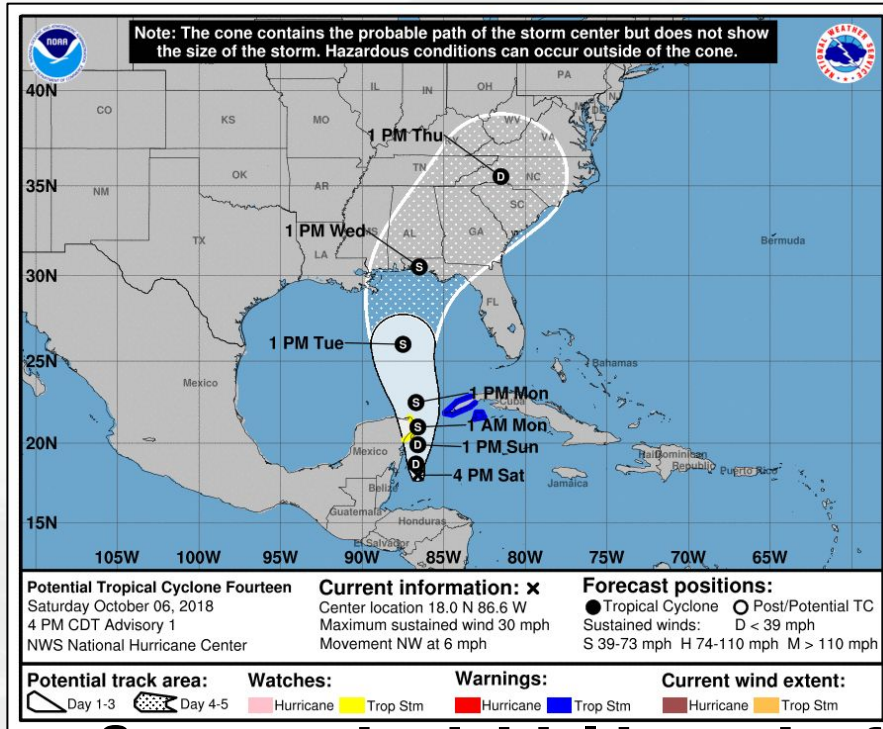 Note: The cone contains the probable path of the storm center but does not show
the size of the storm. Hazardous conditions can occur outside of the cone.
NOAA
NATIONAL WEATHER SERVICE
PA
NJ
OH
IL
IN
DE
40N
CO
KS
MO
WV
VA
KY
1 PM Thu
TN
D
NC
35N
NM
OK
AR
SC
1 PM Wed
MS
AL
GA
TX
LA
S
Bermuda
30N
FL
1 PM Tue
S
25N
Bahamas
Mexico
S
1 PM Mon
Cuba
S
1 AM Mon
20N
D
1 PM Sun
Mexico
D
4 PM Sat
Haiti
Dominican
Republic
Puerto Rico
Belize
Jamaica
Guatemala
Honduras
15N
El Salvador
105W 100W 95W 90W 85W 80W 75W 70W 65W
Potential Tropical Cyclone Fourteen
Saturday October 06, 2018
4 PM CDT Advisory 1
NWS National Hurricane Center
Current information: x
Center location 18.0 N 86.6 W
Maximum sustained wind 30 mph
Movement NW at 6 mph
Forecast positions:
Tropical Cyclone Post/Potential TC
Sustained winds: D < 39 mph
S 39-73 mph H 74-110 mph M > 110 mph
Potential track area:
Day 1-3 Day 4-5
Watches:
Hurricane Trop Stm
Warnings:
Hurricane Trop Stm
Current wind extent:
Hurricane Trop Stm